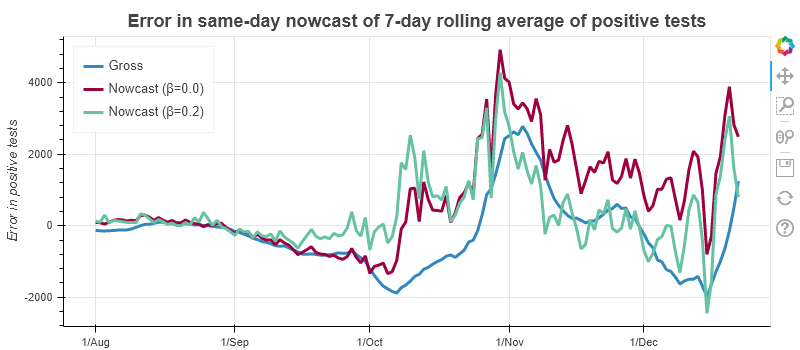 Error in same-day nowcast of 7-day rolling average of positive tests
Gross
Nowcast (β=0.0)
Nowcast (β=0.2)
Error in positive tests
4000
2000
0
-2000
1/Aug
1/Sep
1/Oct
1/Nov
1/Dec